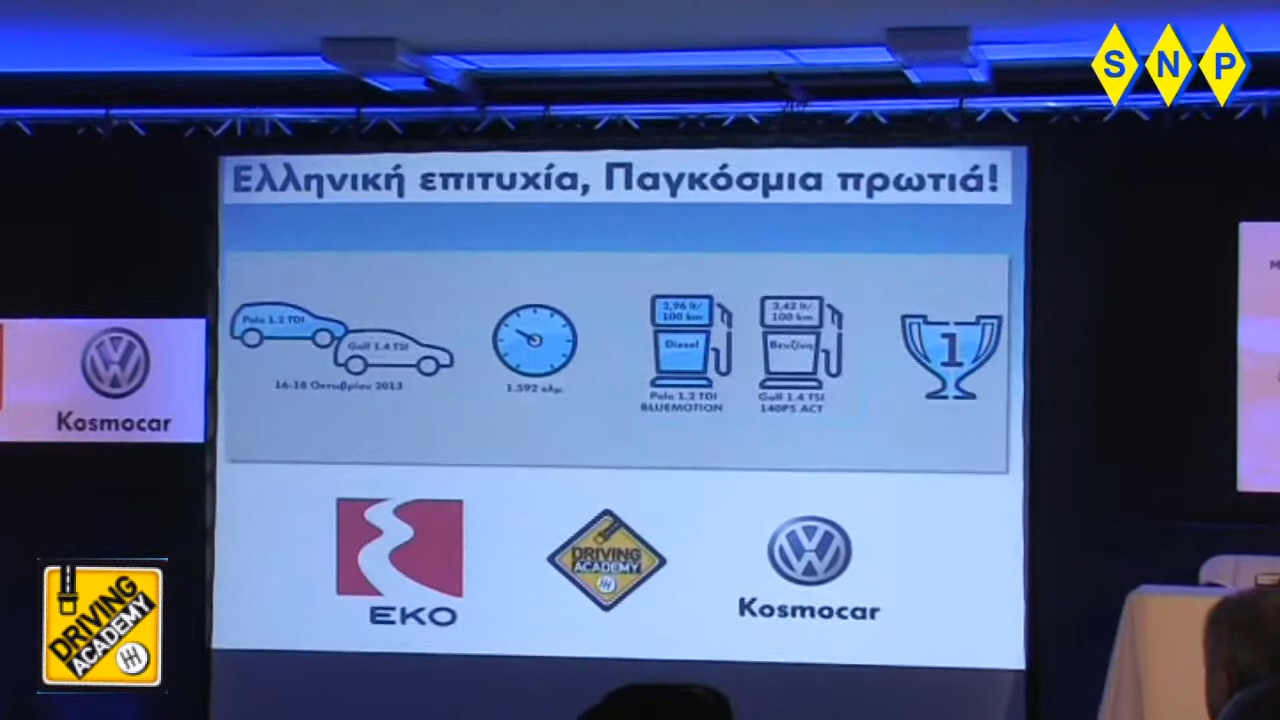 SNP
Ελληνική επιτυχία, Παγκόσμια πρωτιά!
Polo 1.2 TDI
Golf 1.4 TSI
16-18 Οκτωβρίου 2013
1.592 χλμ.
2,96 lt/
100 km
Diesel
Polo 1.2 TDI
BLUEMOTION
3,42 lt/
100 km
Βενζίνη
Golf 1.4 TSI
140PS ACT
1
Kosmocar
EKO
DRIVING
ACADEMY
Kosmocar
DRIVING
ACADEMY